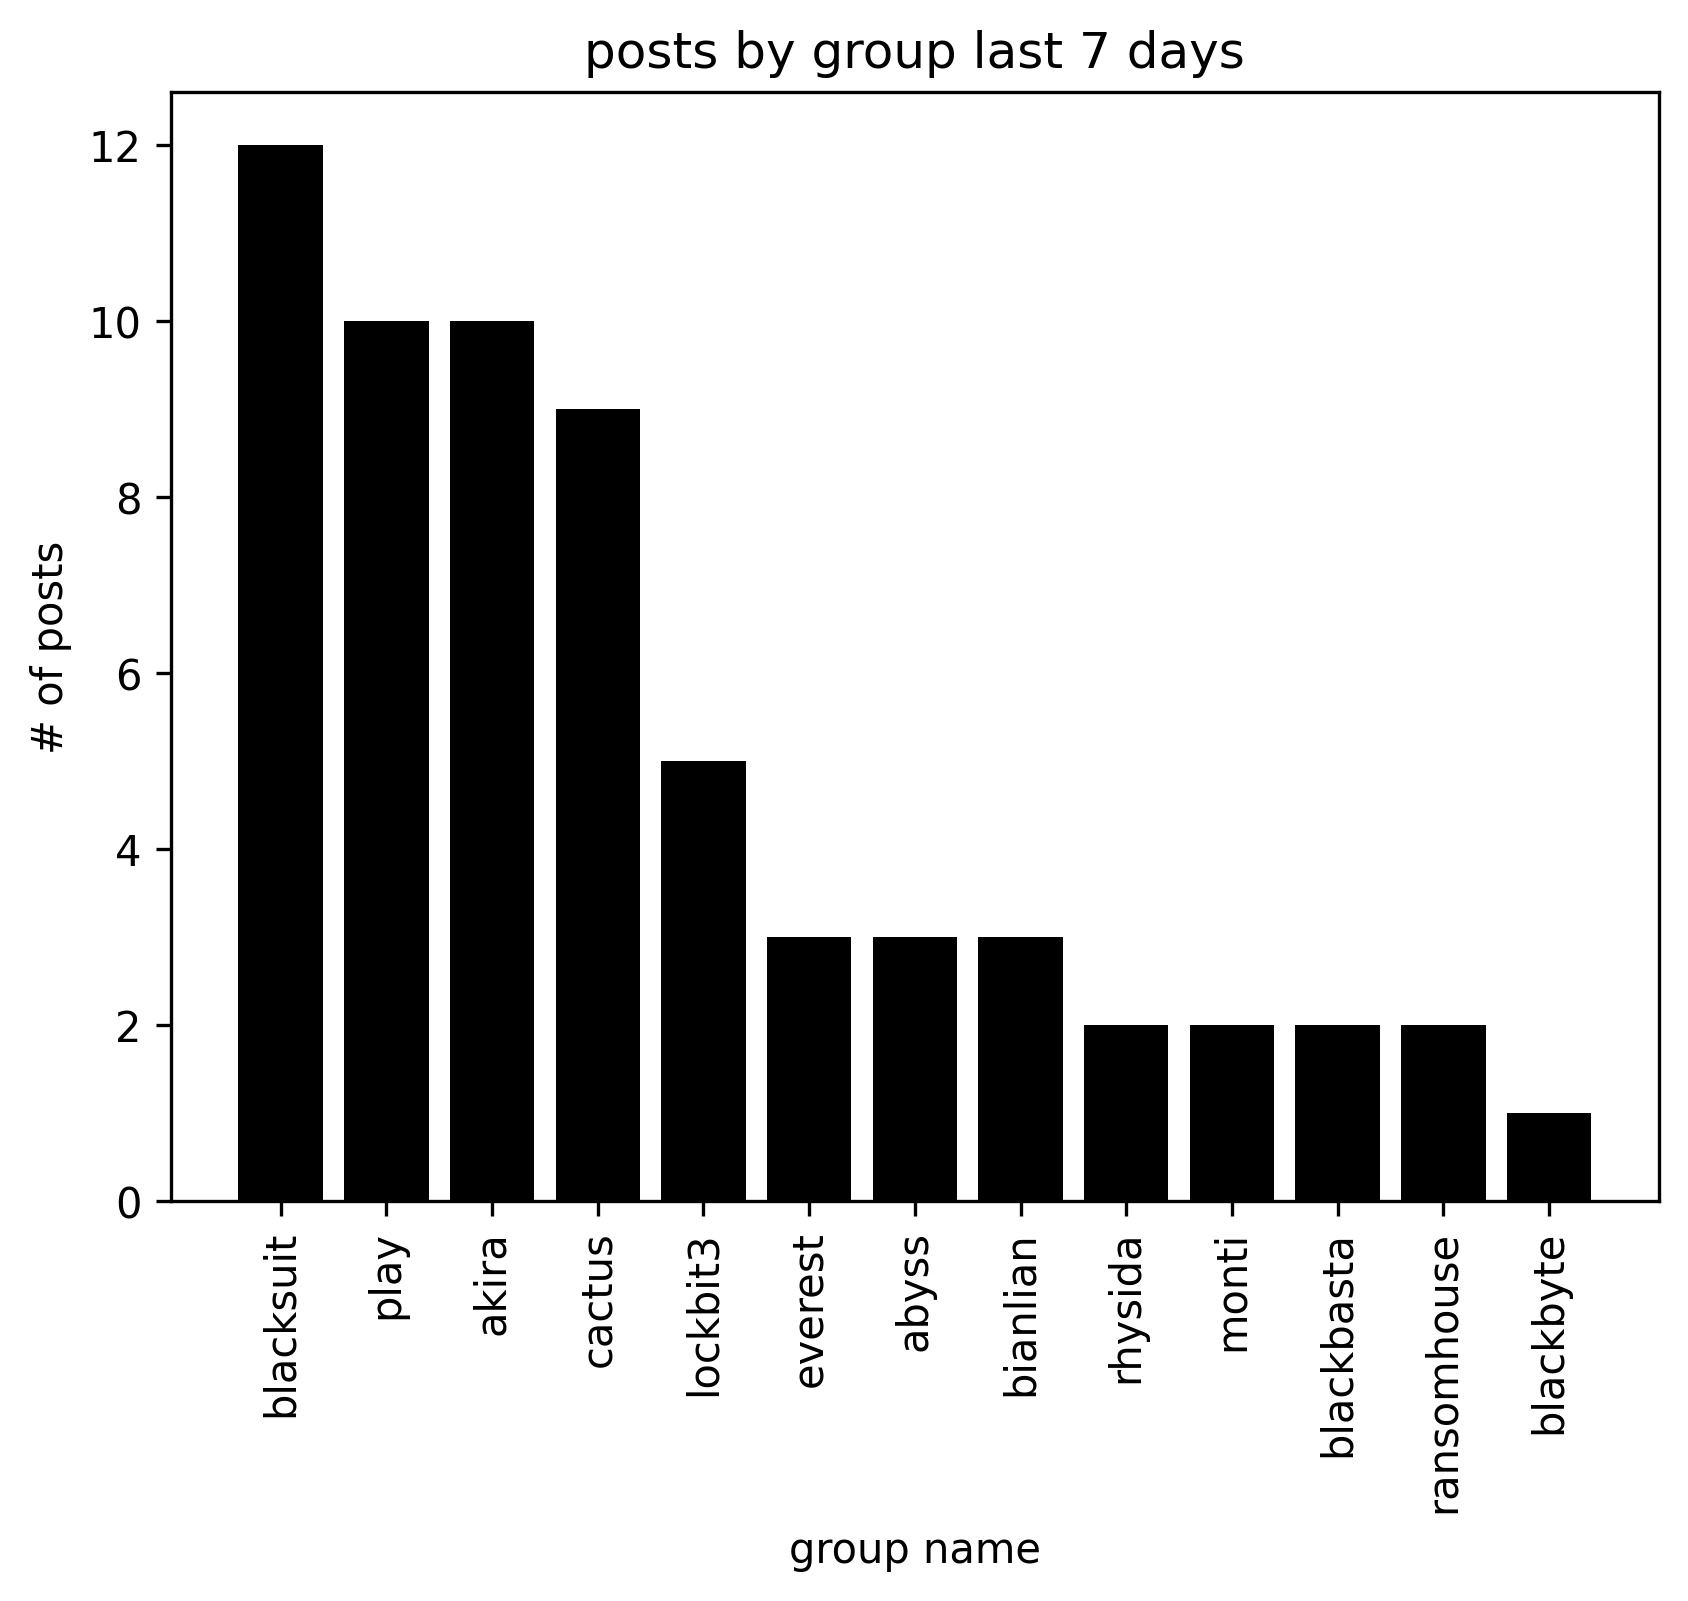 posts by group last 7 days
12
10
8
6
4
2
0
# of posts
blacksuit
play
akira
cactus
lockbit3
everest
abyss
bianlian
rhysida
monti
blackbasta
ransomhouse
blackbyte
group name